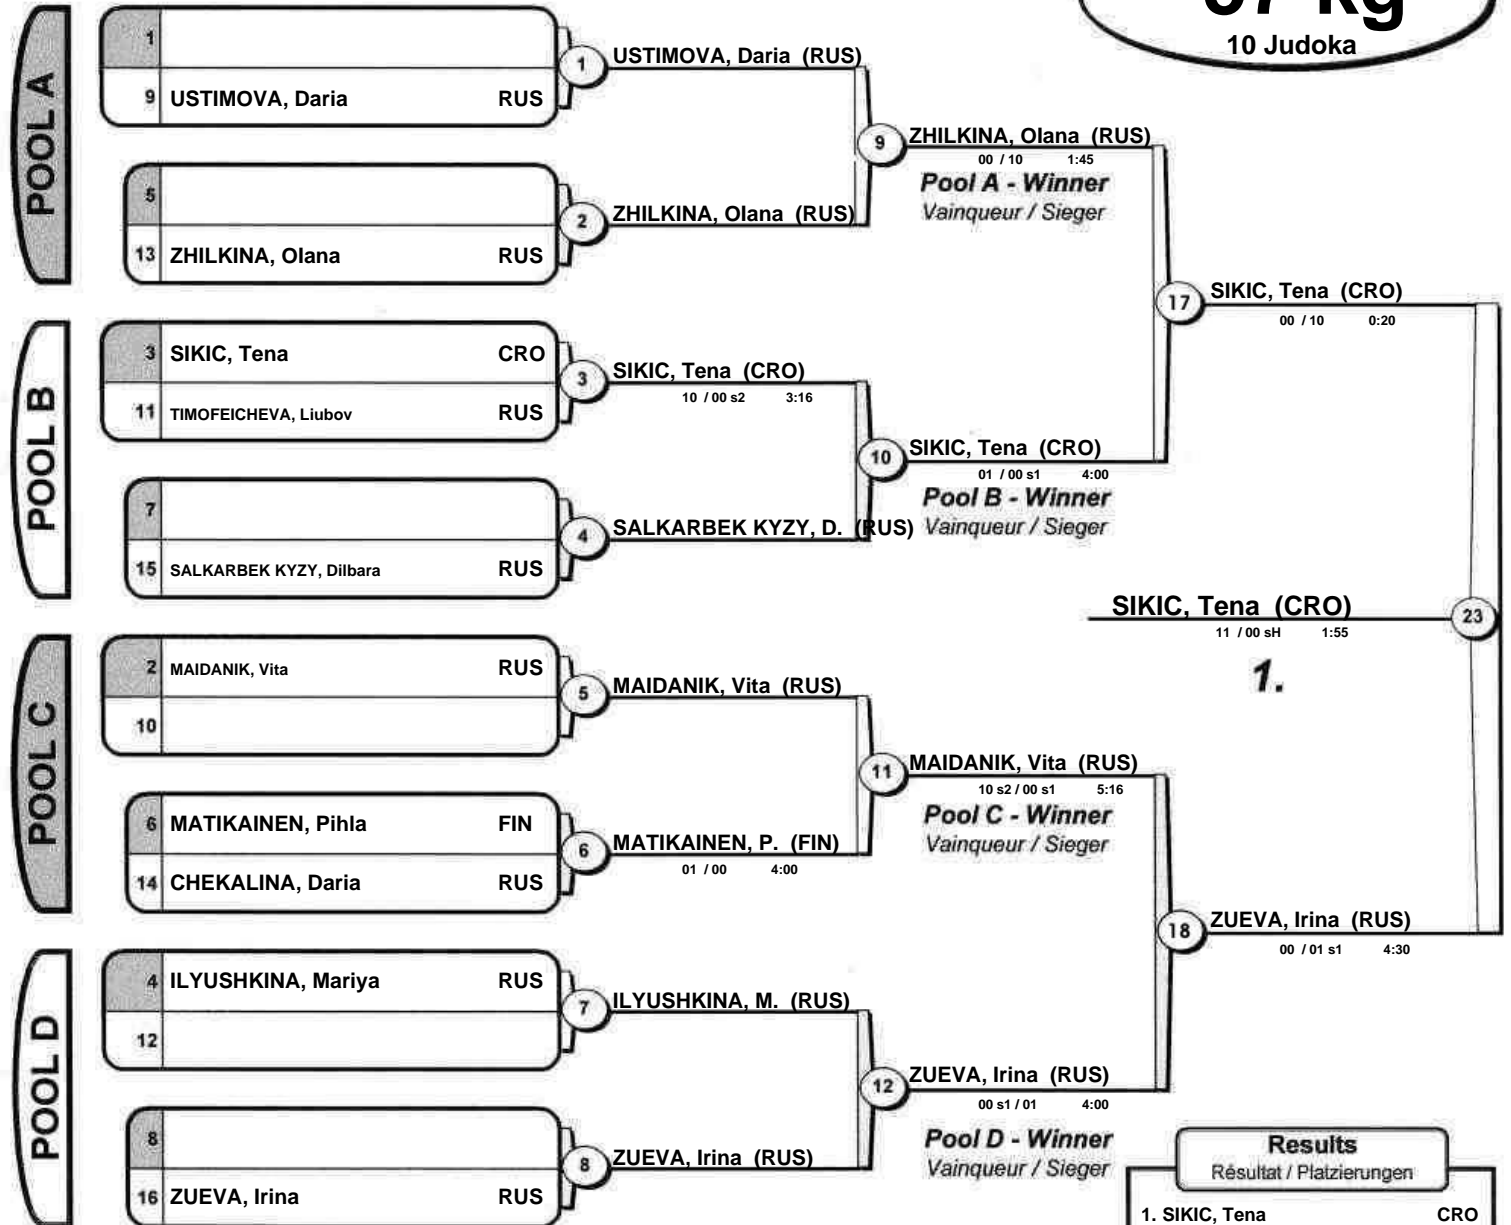 10 Judoka
POOL A
1
9 USTIMOVA, Daria RUS
1
USTIMOVA, Daria (RUS)
5
13 ZHILKINA, Olana RUS
2
ZHILKINA, Olana (RUS)
9
ZHILKINA, Olana (RUS)
00 / 10 1:45
Pool A - Winner
Vainqueur / Sieger
POOL B
3 SIKIC, Tena CRO
11 TIMOFEICHEVA, Liubov RUS
3
SIKIC, Tena (CRO)
10 / 00 s2 3:16
7
15 SALKARBEK KYZY, Dilbara RUS
4
SALKARBEK KYZY, D. (RUS)
10
SIKIC, Tena (CRO)
01 / 00 s1 4:00
Pool B - Winner
Vainqueur / Sieger
17
SIKIC, Tena (CRO)
00 / 10 0:20
POOL C
2 MAIDANIK, Vita RUS
10
5
MAIDANIK, Vita (RUS)
6 MATIKAINEN, Pihla FIN
14 CHEKALINA, Daria RUS
6
MATIKAINEN, P. (FIN)
01 / 00 4:00
11
MAIDANIK, Vita (RUS)
10 s2 / 00 s1 5:16
Pool C - Winner
Vainqueur / Sieger
POOL D
4 ILYUSHKINA, Mariya RUS
12
7
ILYUSHKINA, M. (RUS)
8
16 ZUEVA, Irina RUS
8
ZUEVA, Irina (RUS)
12
ZUEVA, Irina (RUS)
00 s1 / 01 4:00
Pool D - Winner
Vainqueur / Sieger
18
ZUEVA, Irina (RUS)
00 / 01 s1 4:30
23
SIKIC, Tena (CRO)
11 / 00 sH 1:55
1.
Results
Résultat / Platzierungen
1. SIKIC, Tena CRO